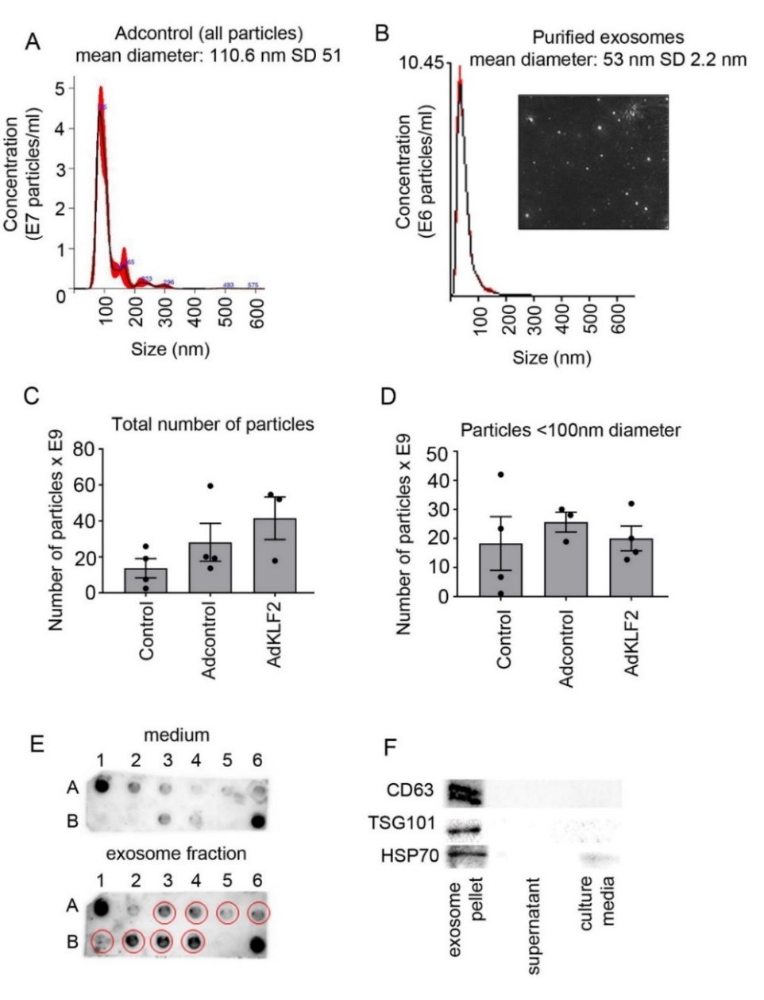 A
Adcontrol (all particles)
mean diameter: 110.6 nm SD 51
Concentration
(E7 particles/ml)
5
4
3
2
1
0
165
296
493
575
100
200
300
400
500
600
Size (nm)
B
Purified exosomes
mean diameter: 53 nm SD 2.2 nm
10.45
Concentration
(E6 particles/ml)
100
200
300
400
500
600
Size (nm)
C
Total number of particles
Number of particles x E9
80
60
40
20
0
Control
Adcontrol
AdKLF2
D
Particles <100nm diameter
Number of particles x E9
50
40
30
20
10
0
Control
Adcontrol
AdKLF2
E
medium
1 2 3 4 5 6
A
B
exosome fraction
1 2 3 4 5 6
A
B
F
CD63
TSG101
HSP70
exosome
pellet
supernatant
culture
media